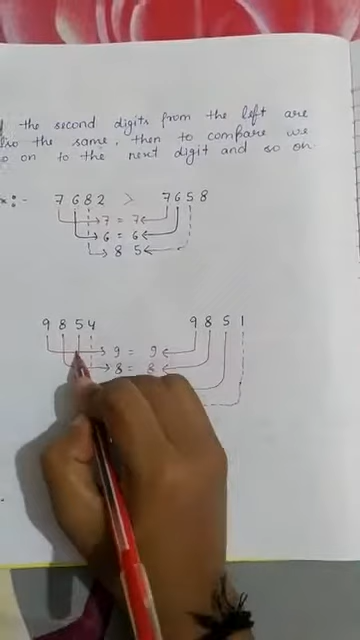 the second digits from the left are
also the same, then to compare we
so on to the next digit and so on.
7682 > 7658
7 = 7
6 = 6
8 5
9854 9851
9 = 9
8 = 8